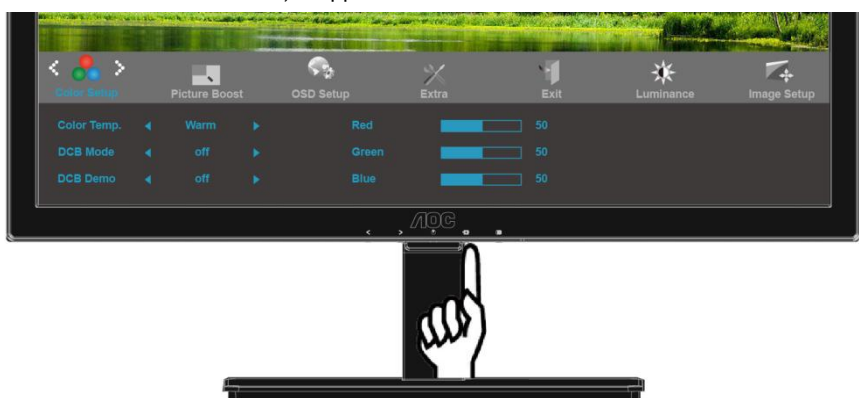 Color Setup Picture Boost OSD Setup Extra Exit Luminance Image Setup
Color Temp. Warm Red 50
DCB Mode off Green 50
DCB Demo off Blue 50
AOC